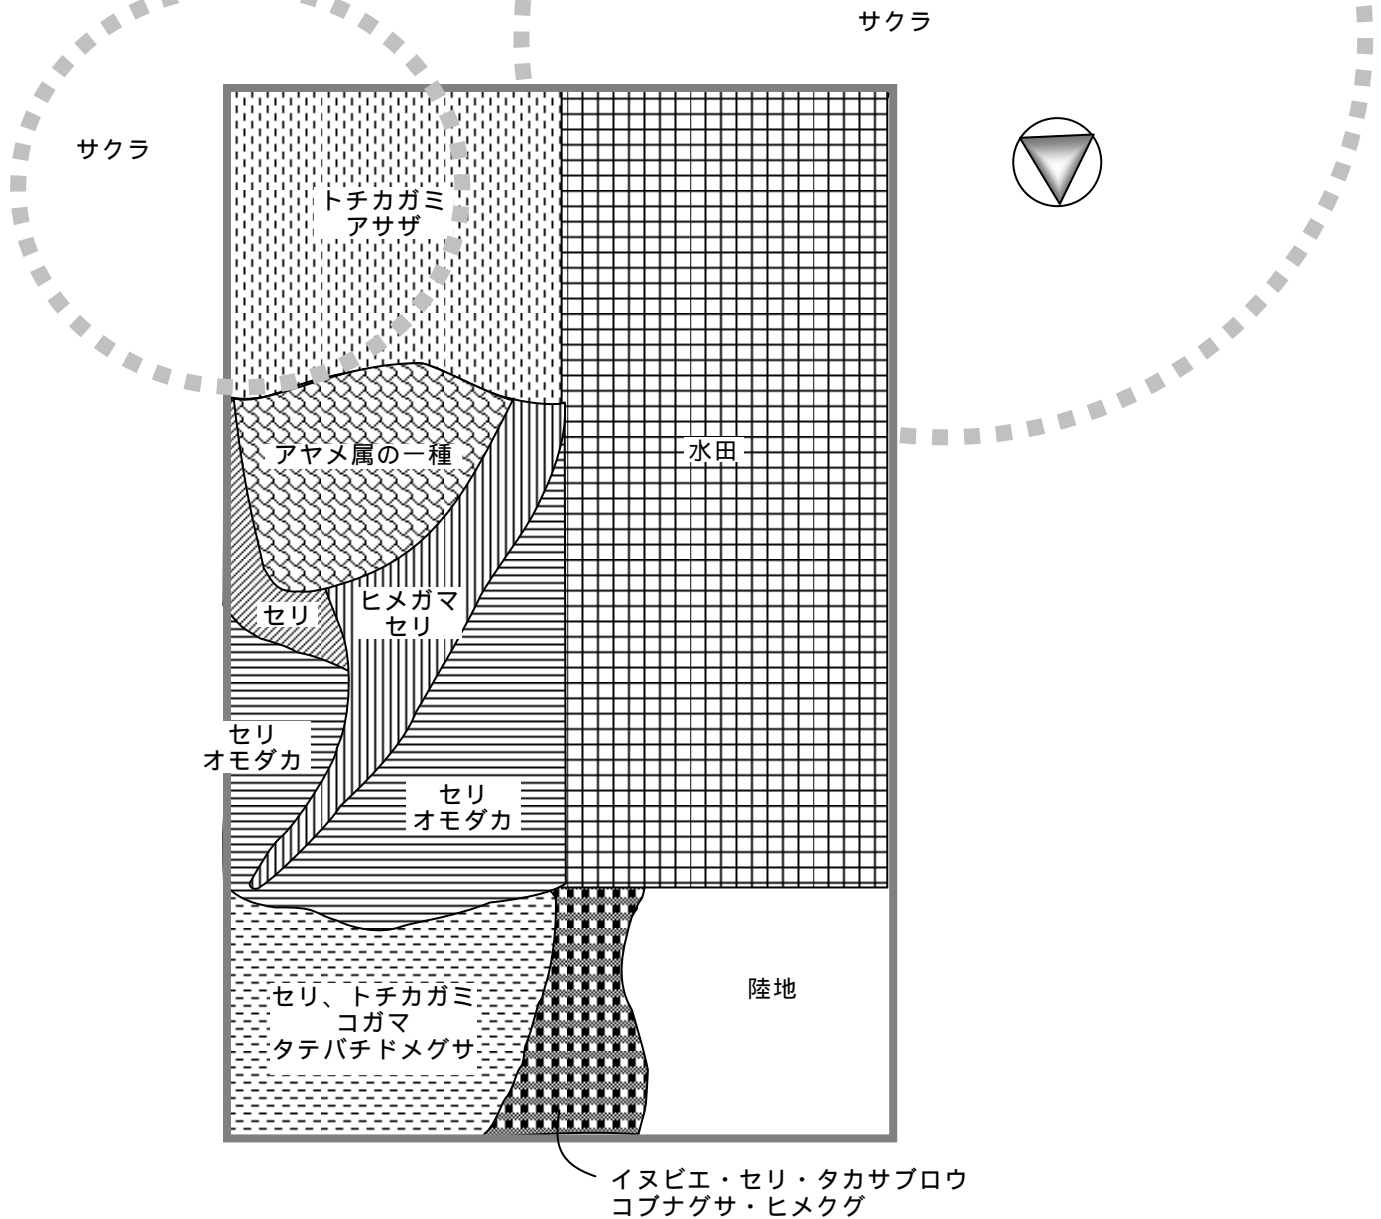 サクラ
サクラ
トチカガミ
アサザ
アヤメ属の一種
水田
セリ
ヒメガマ
セリ
セリ
オモダカ
セリ
オモダカ
セリ、トチカガミ
コガマ
タテバチドメグサ
陸地
イヌビエ・セリ・タカサブロウ
コブナグサ・ヒメクグ